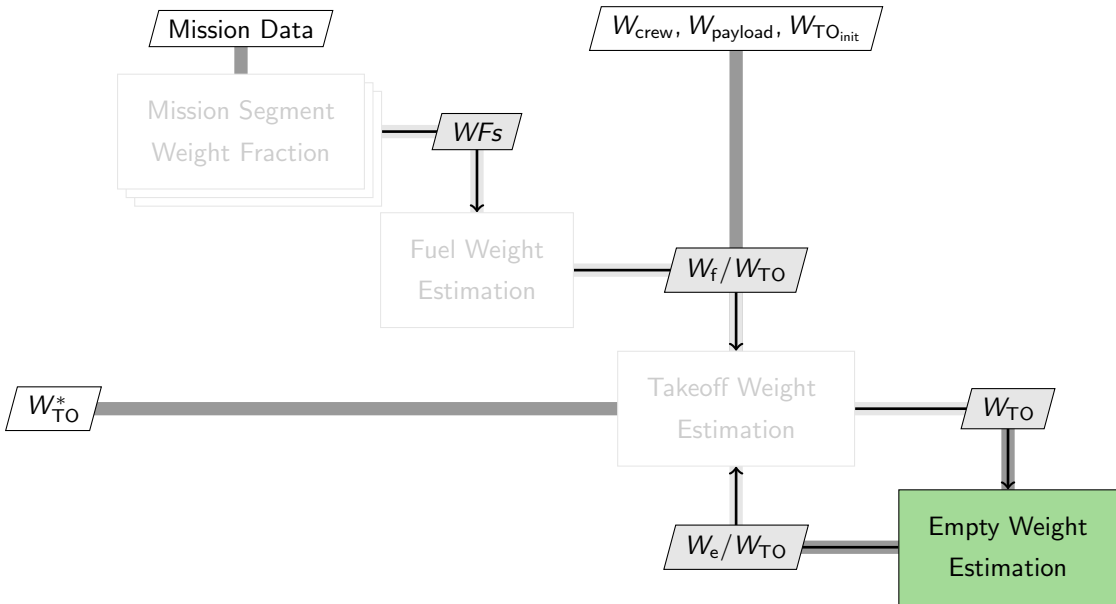 Mission Data
W_crew, W_payload, W_TO_init
Mission Segment
Weight Fraction
WFs
Fuel Weight
Estimation
W_f/W_TO
Takeoff Weight
Estimation
W*_TO
W_TO
Empty Weight
Estimation
W_e/W_TO